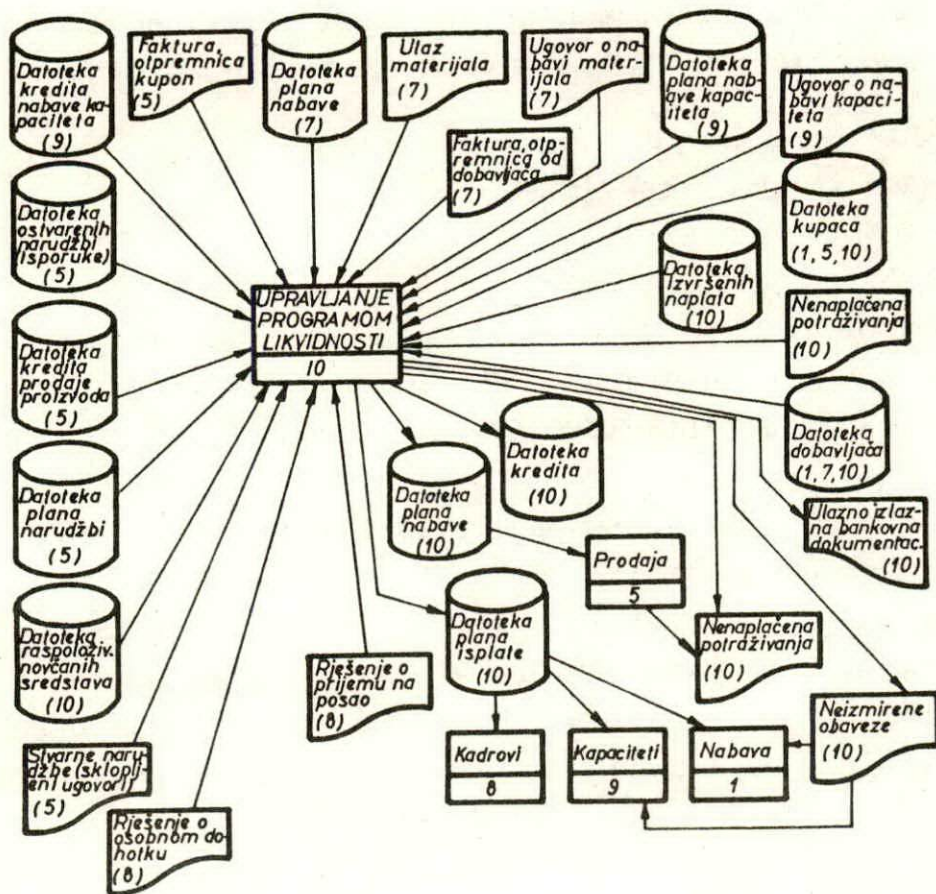 Datoteka
kredita
nabave ka-
paciteta
(9)
Faktura,
otpremnica
kupon
(5)
Datoteka
plana
nabave
(7)
Ulaz
materijala
(7)
Ugovor o na-
bavi mater-
ijala
(7)
Datoteka
plana nab-
ave kapac-
iteta
(9)
Ugovor o na-
bavi kapaci-
teta
(9)
Faktura, otp-
remnica od
dobavljača
(7)
Datoteka
ostvarenih
narudžbi
(isporuke)
(5)
Datoteka
kupaca
(1, 5, 10)
Datoteka
izvršenih
naplata
(10)
UPRAVLJANJE
PROGRAMOM
LIKVIDNOSTI
10
Nenaplačena
potraživanja
(10)
Datoteka
kredita
prodaje
proizvoda
(5)
Datoteka
dobavljača
(1, 7, 10)
Datoteka
kredita
(10)
Datoteka
plana
nabave
(10)
Datoteka
plana
narudžbi
(5)
Ulazno izlaz-
na bankovna
dokumentac.
(10)
Prodaja
5
Datoteka
plana
isplate
(10)
Nenaplačena
potraživanja
(10)
Datoteka
raspoloživ.
novčanih
sredstava
(10)
Rješenje o
prijemu na
posao
(8)
Neizmirene
obaveze
(10)
Stvarne naru-
džbe (skloplj-
eni ugovori)
(5)
Kadrovi
8
Kapaciteti
9
Nabava
1
Rješenje o
osobnom do-
hotku
(8)